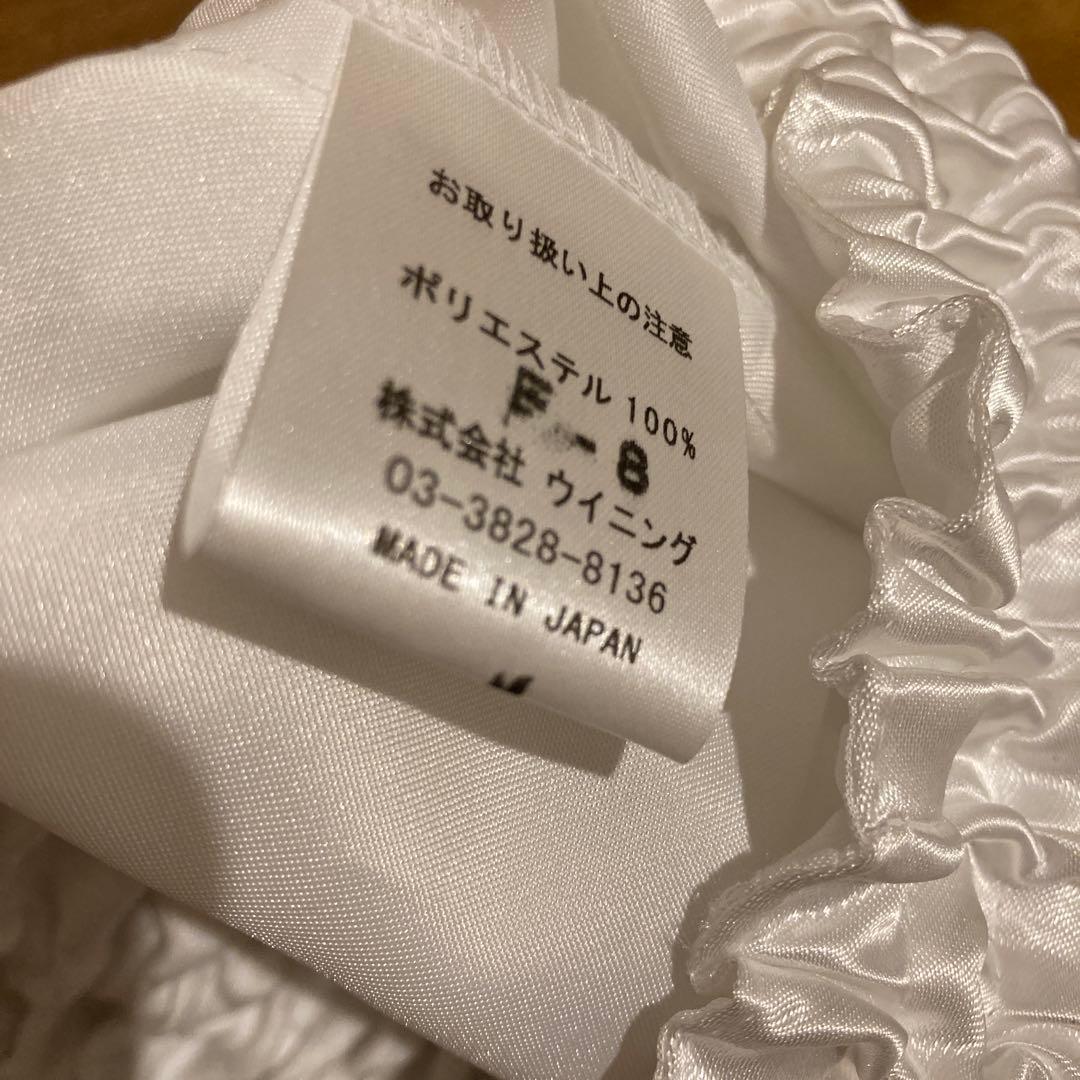 お取り扱い上の注意
ポリエステル 100%
F - 8
株式会社 ウイニング
03-3828-8136
MADE IN JAPAN